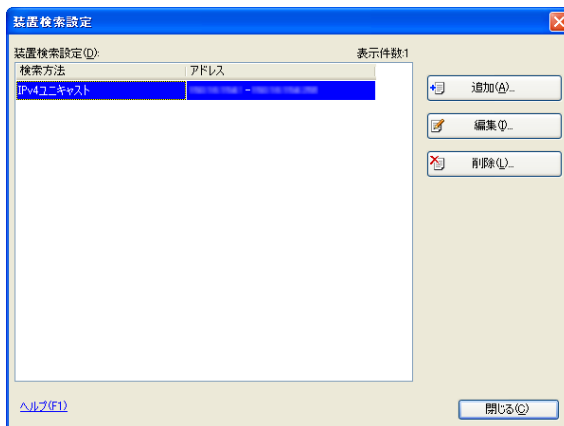 装置検索設定
装置検索設定(D):
表示件数:1
検索方法
アドレス
IPv4ユニキャスト
-
追加(A)...
編集(I)...
削除(L)...
ヘルプ(F1)
閉じる(C)